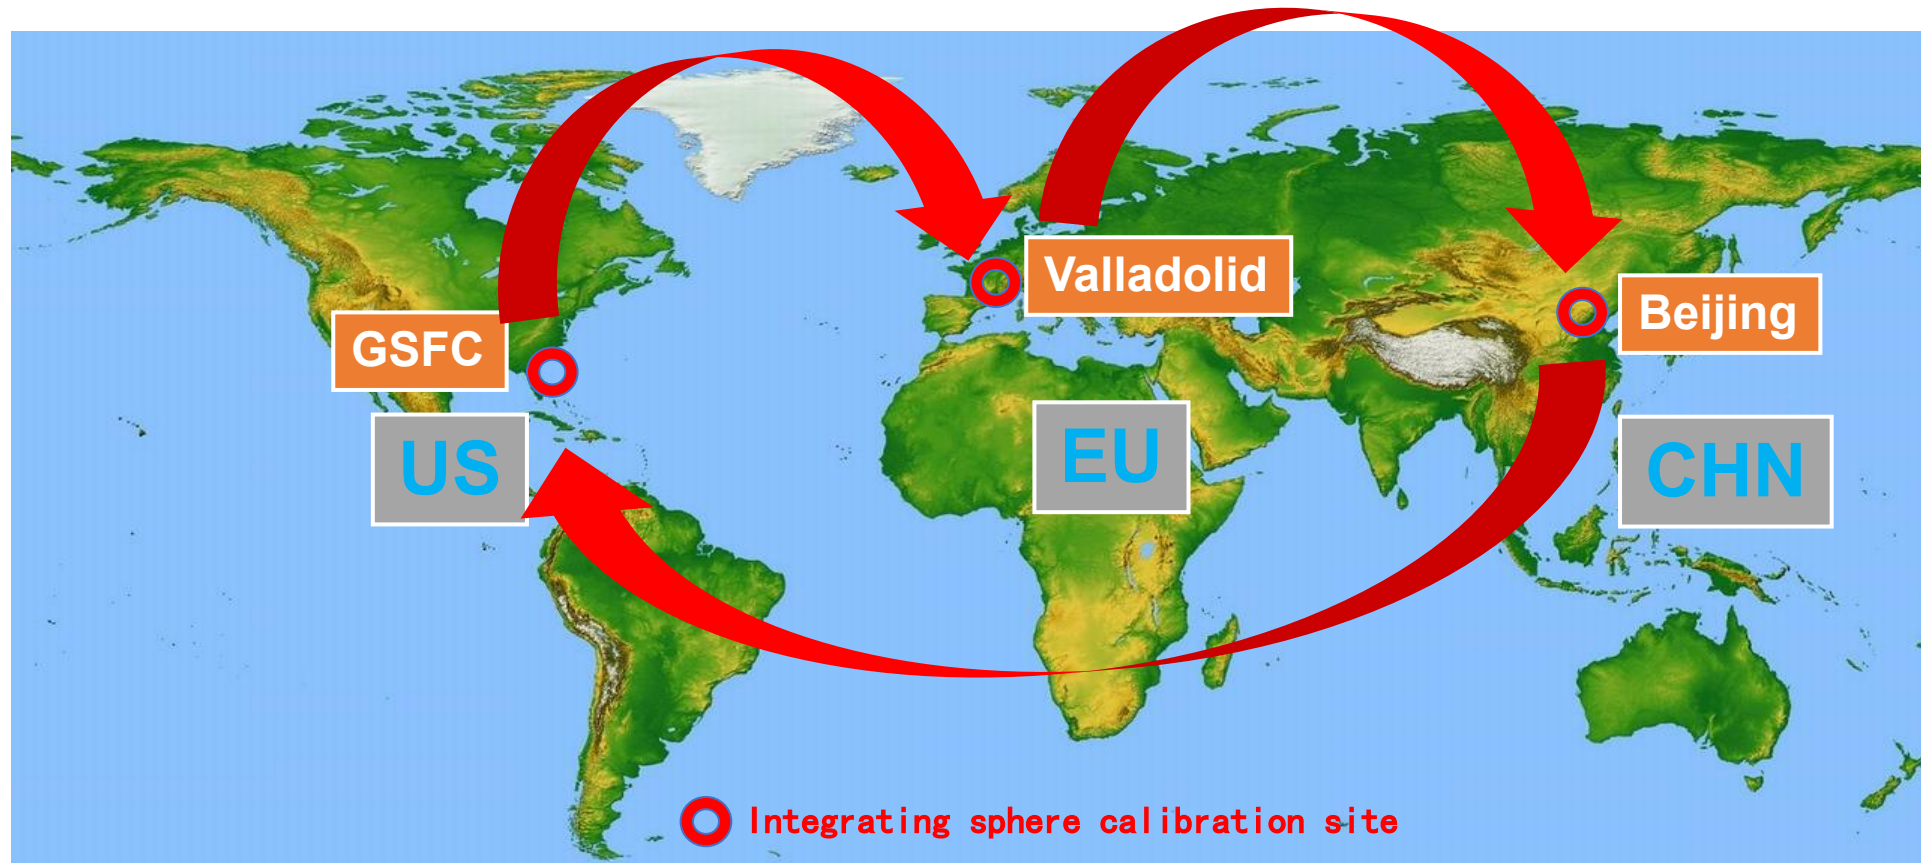 Valladolid
Beijing
GSFC
US
EU
CHN
Integrating sphere calibration site